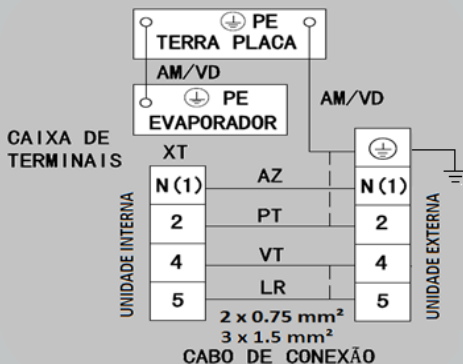 PE
TERRA PLACA
AM/VD
PE
EVAPORADOR
AM/VD
CAIXA DE
TERMINAIS
XT
UNIDADE INTERNA
N(1)
AZ
N(1)
2
PT
2
4
VT
4
5
LR
5
UNIDADE EXTERNA
2 x 0.75 mm²
3 x 1.5 mm²
CABO DE CONEXÃO